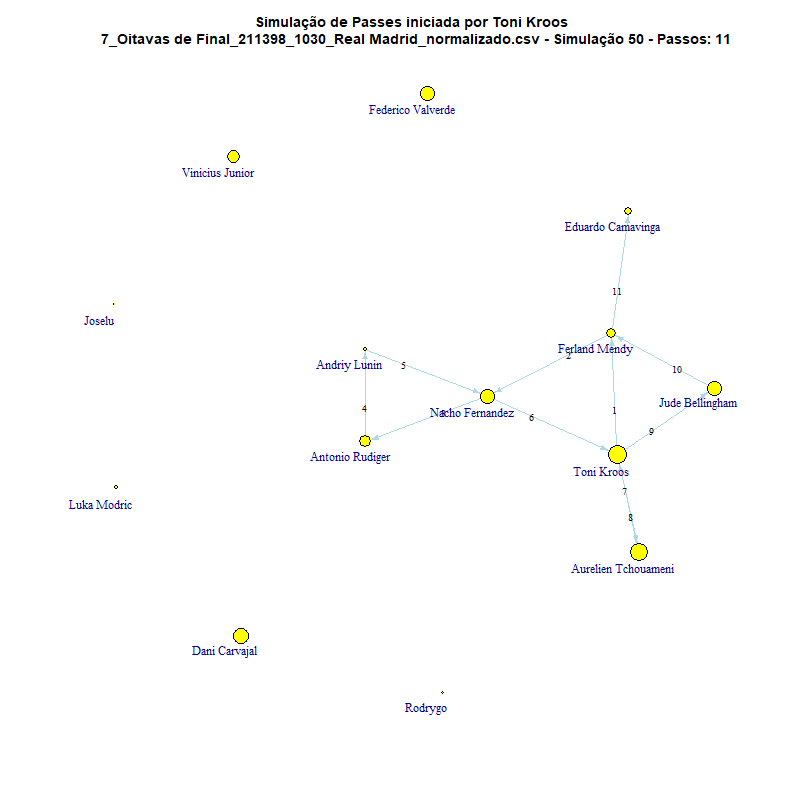 Simulação de Passes iniciada por Toni Kroos
7_Oitavas de Final_211398_1030_Real Madrid_normalizado.csv - Simulação 50 - Passos: 11
Federico Valverde
Vinicius Junior
Eduardo Camavinga
11
Joselu
Ferland Mendy
2
Andriy Lunin
5
10
Jude Bellingham
4
Nacho Fernandez
6
1
9
Antonio Rudiger
Toni Kroos
7
Luka Modric
8
Aurelien Tchouameni
Dani Carvajal
Rodrygo